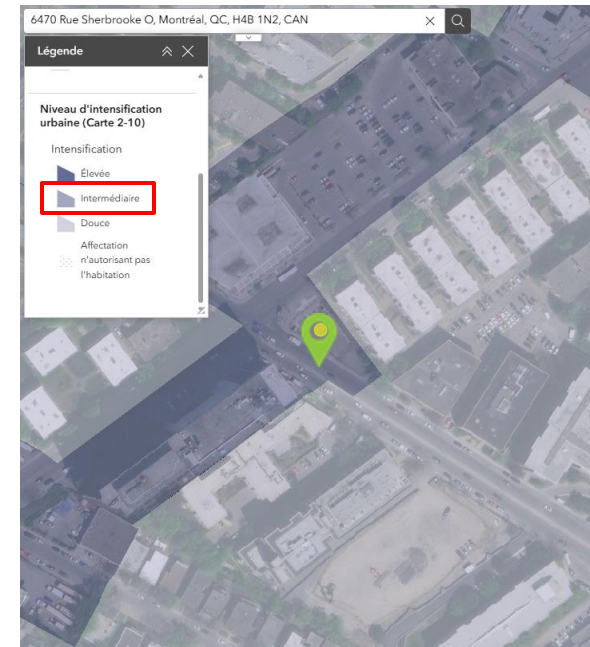 6470 Rue Sherbrooke O, Montréal, QC, H4B 1N2, CAN
Légende
Niveau d'intensification
urbaine (Carte 2-10)
Intensification
Élevée
Intermédiaire
Douce
Affectation
n'autorisant pas
l'habitation